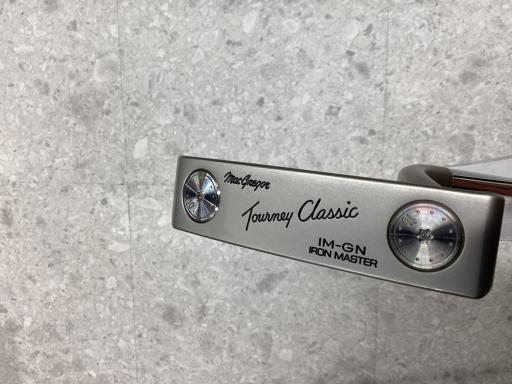 MacGregor
Tourney Classic
IM-GN
IRON MASTER